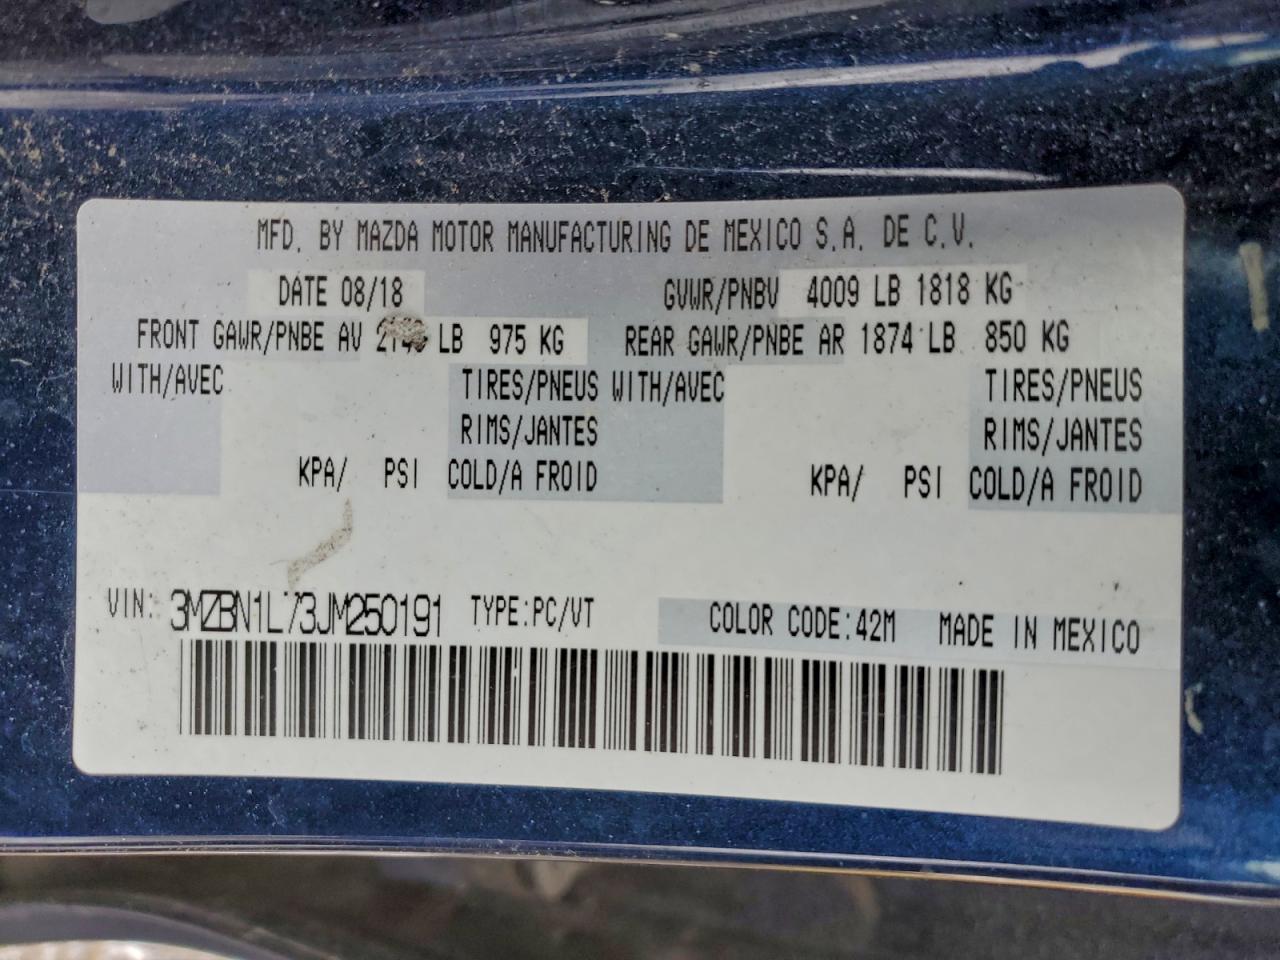 MFD. BY MAZDA MOTOR MANUFACTURING DE MEXICO S.A. DE C.V.
DATE 08/18 GVWR/PNBV 4009 LB 1818 KG
FRONT GAWR/PNBE AV LB 975 KG REAR GAWR/PNBE AR 1874 LB 850 KG
WITH/AVEC TIRES/PNEUS WITH/AVEC TIRES/PNEUS
RIMS/JANTES RIMS/JANTES
KPA/ PSI COLD/A FROID KPA/ PSI COLD/A FROID
VIN: 3MZBN1L73JM250191 TYPE:PC/VT COLOR CODE:42M MADE IN MEXICO